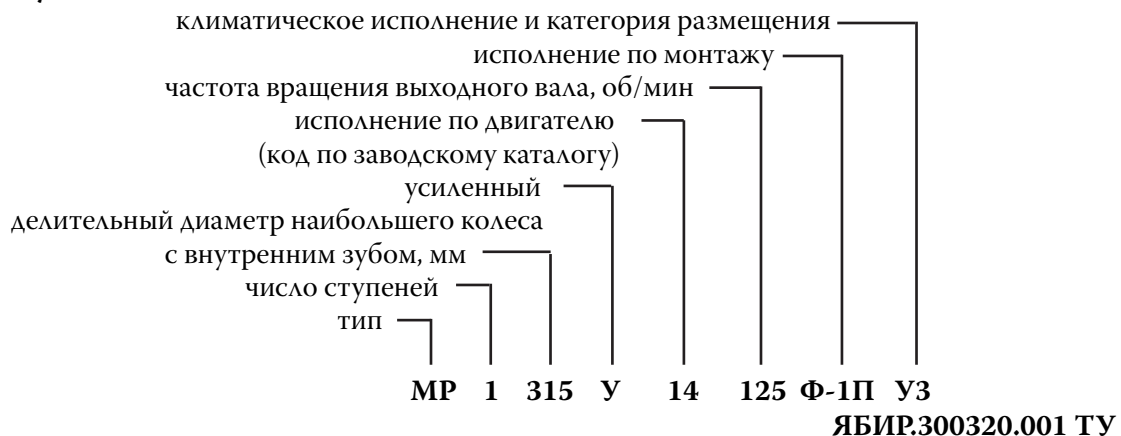 климатическое исполнение и категория размещения
исполнение по монтажу
частота вращения выходного вала, об/мин
исполнение по двигателю
(код по заводскому каталогу)
усиленный
делительный диаметр наибольшего колеса
с внутренним зубом, мм
число ступеней
тип
МР 1 315 У 14 125 Ф-1П У3
ЯБИР.300320.001 ТУ